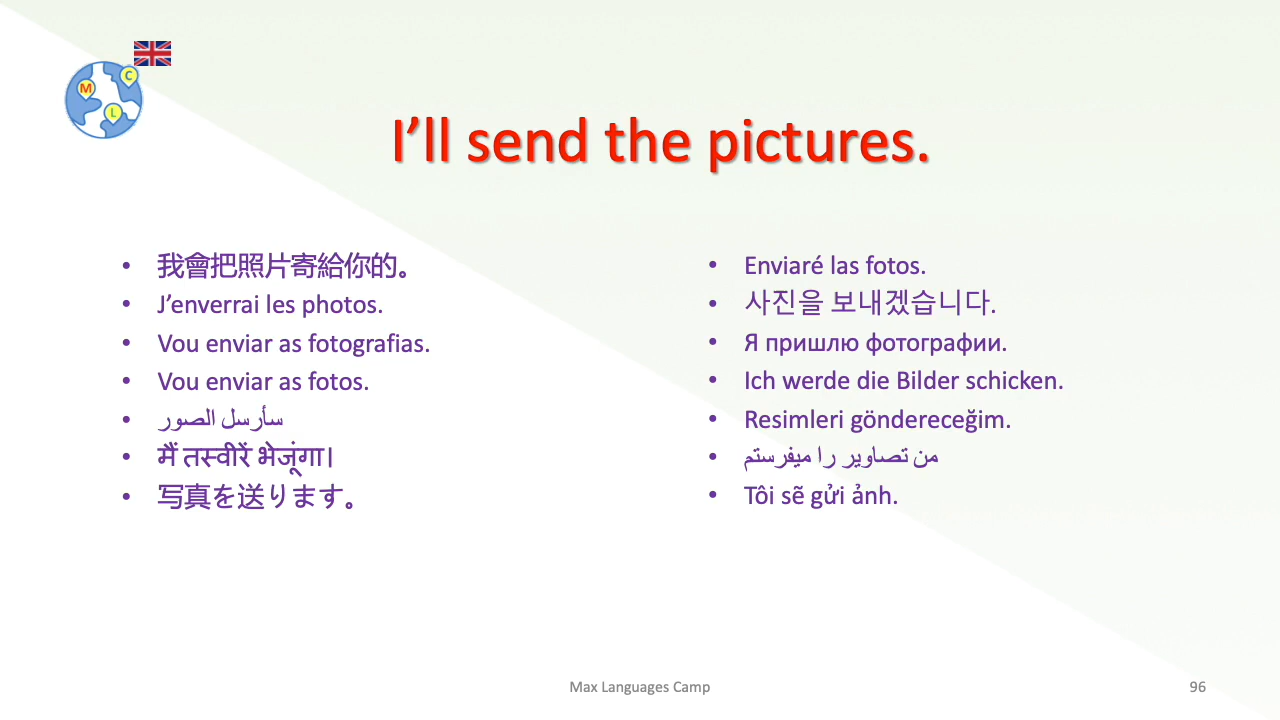 M
C
L
I’ll send the pictures.
• 我會把照片寄給你的。
• J’enverrai les photos.
• Vou enviar as fotografias.
• Vou enviar as fotos.
• سأرسل الصور
• मैं तस्वीरें भेजूंगा।
• 写真を送ります。
• Enviaré las fotos.
• 사진을 보내겠습니다.
• Я пришлю фотографии.
• Ich werde die Bilder schicken.
• Resimleri göndereceğim.
• من تصاویر را میفرستم
• Tôi sẽ gửi ảnh.
Max Languages Camp
96